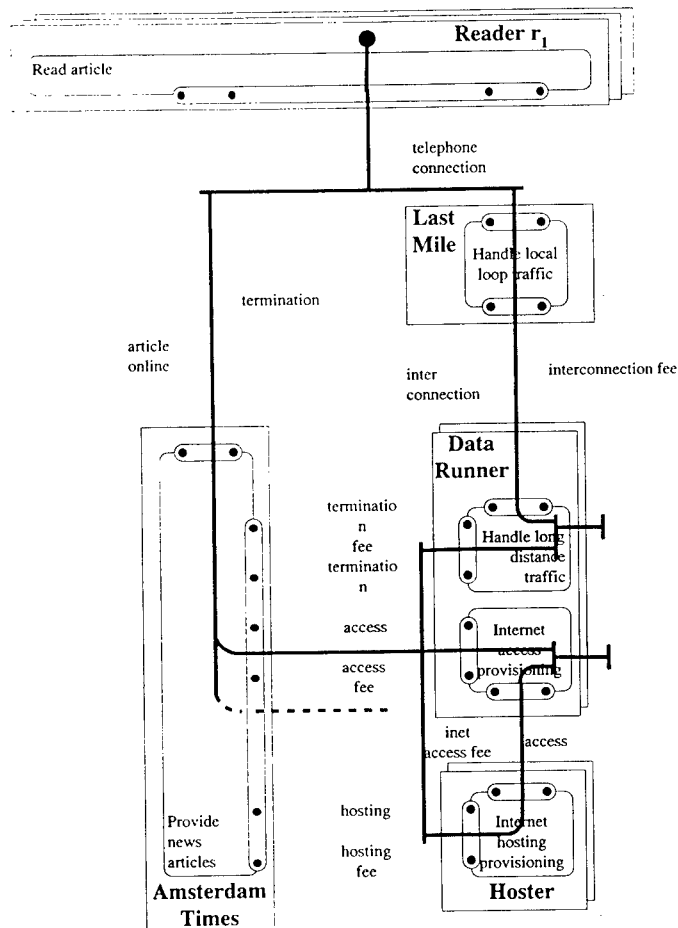 Reader r1
Read article
telephone
connection
Last
Mile
Handle local
loop traffic
termination
article
online
inter
connection
interconnection fee
Data
Runner
terminatio
n
fee
terminatio
n
Handle long
distance
traffic
access
access
fee
Internet
access
provisioning
inet
access fee
access
hosting
hosting
fee
Internet
hosting
provisioning
Hoster
Provide
news
articles
Amsterdam
Times